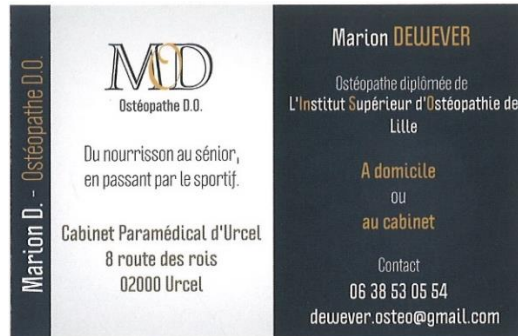 Marion D. - Ostéopathe D.O.
MOD
Ostéopathe D.O.
Du nourrisson au sénior,
en passant par le sportif.
Cabinet Paramédical d'Urcel
8 route des rois
02000 Urcel
Marion DEWEVER
Ostéopathe diplômée de
L'Institut Supérieur d'Ostéopathie de
Lille
A domicile
ou
au cabinet
Contact
06 38 53 05 54
dewever.osteo@gmail.com